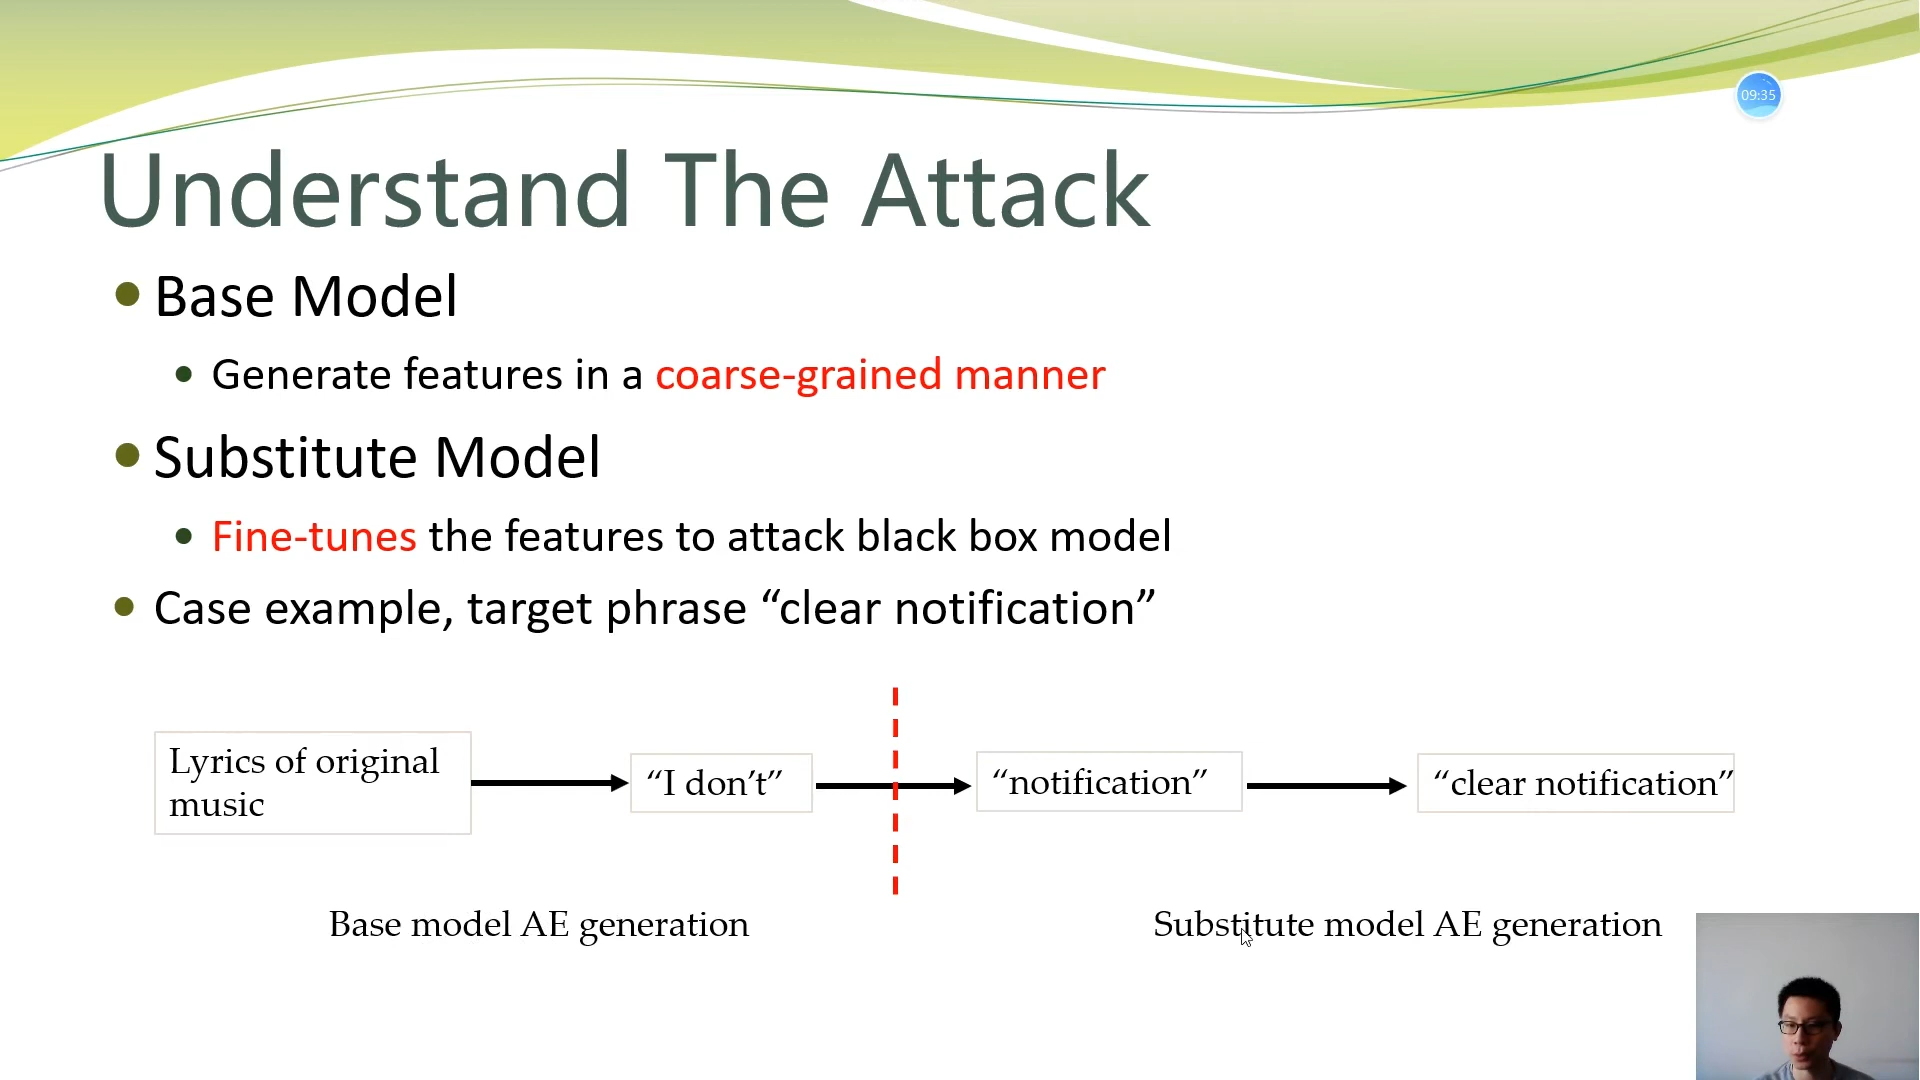 09:35
Understand The Attack
Base Model
Generate features in a coarse-grained manner
Substitute Model
Fine-tunes the features to attack black box model
Case example, target phrase “clear notification”
Lyrics of original
music
“I don’t”
“notification”
“clear notification”
Base model AE generation
Substitute model AE generation